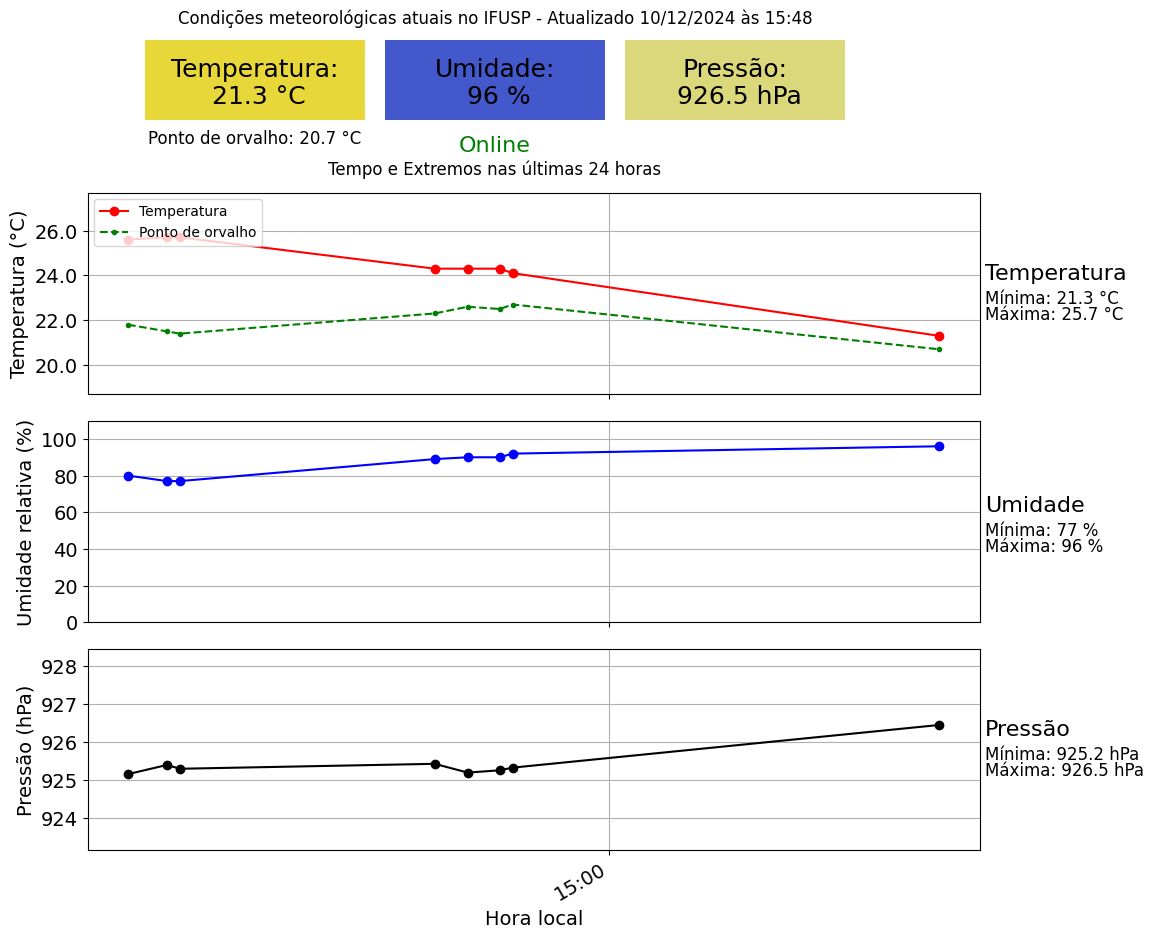 Condições meteorológicas atuais no IFUSP - Atualizado 10/12/2024 às 15:48
Temperatura:
21.3 °C
Umidade:
96 %
Pressão:
926.5 hPa
Ponto de orvalho: 20.7 °C
Online
Tempo e Extremos nas últimas 24 horas
Temperatura (°C)
26.0
24.0
22.0
20.0
Temperatura
Ponto de orvalho
Temperatura
Mínima: 21.3 °C
Máxima: 25.7 °C
Umidade relativa (%)
100
80
60
40
20
0
Umidade
Mínima: 77 %
Máxima: 96 %
Pressão (hPa)
928
927
926
925
924
Pressão
Mínima: 925.2 hPa
Máxima: 926.5 hPa
15:00
Hora local